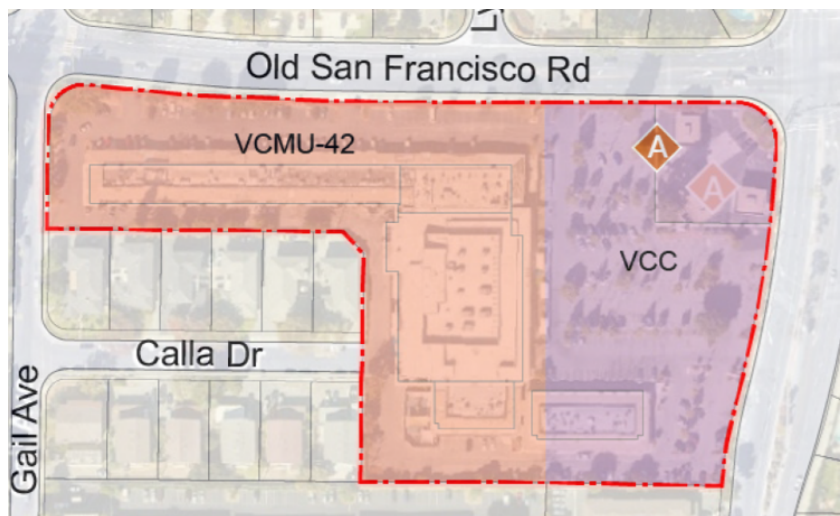 Old San Francisco Rd
VCMU-42
A
A
VCC
Calla Dr
Gail Ave